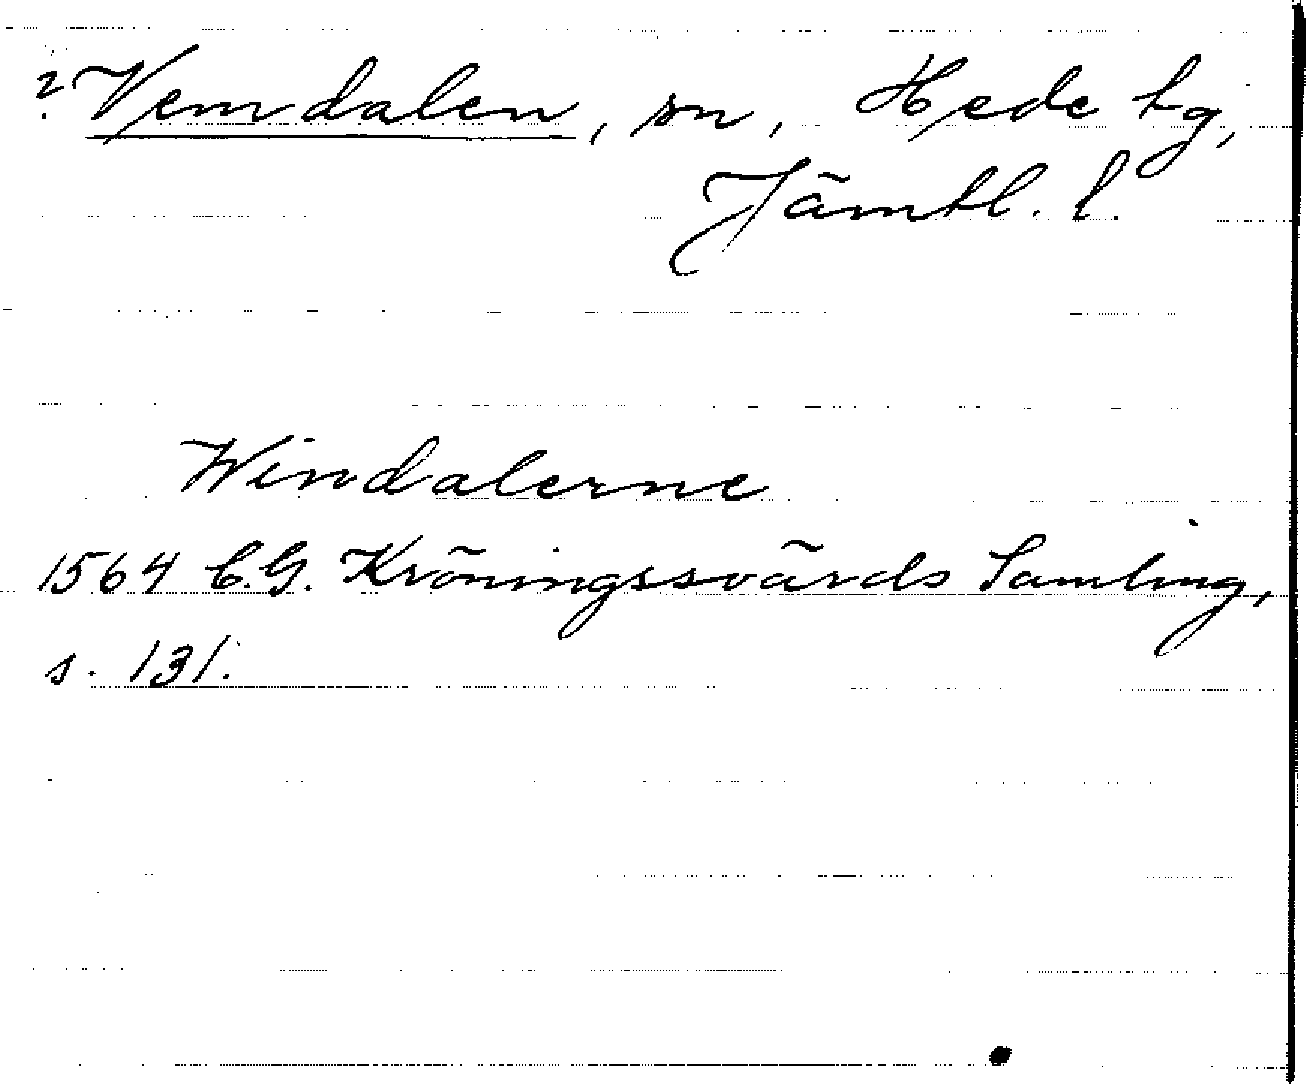 ? Vemdalen, sn, Hede tg,
Jämtl. l.
Windalerne
1564 C.G. Kröningssvärds Samling,
s. 131.